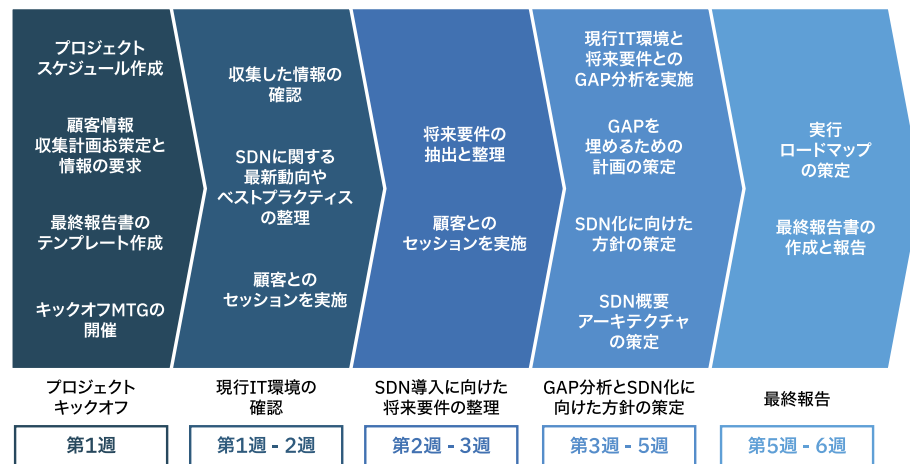 プロジェクト
スケジュール作成
顧客情報
収集計画お策定と
情報の要求
最終報告書の
テンプレート作成
キックオフMTGの
開催
収集した情報の
確認
SDNに関する
最新動向や
ベストプラクティス
の整理
顧客との
セッションを実施
将来要件の
抽出と整理
顧客との
セッションを実施
現行IT環境と
将来要件との
GAP分析を実施
GAPを
埋めるための
計画の策定
SDN化に向けた
方針の策定
SDN概要
アーキテクチャ
の策定
実行
ロードマップ
の策定
最終報告書の
作成と報告
プロジェクト
キックオフ
現行IT環境の
確認
SDN導入に向けた
将来要件の整理
GAP分析とSDN化に
向けた方針の策定
最終報告
第1週
第1週 - 2週
第2週 - 3週
第3週 - 5週
第5週 - 6週